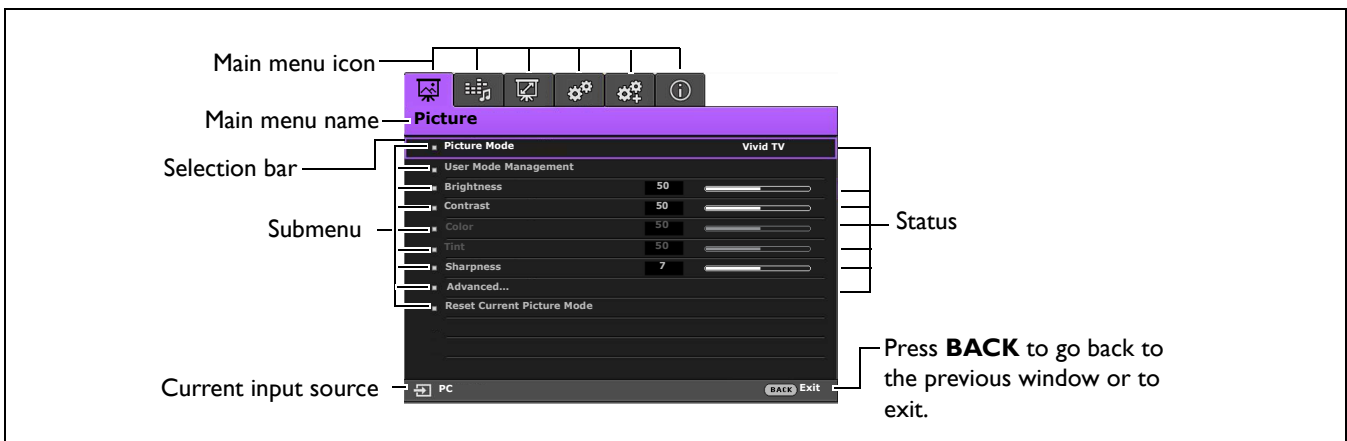 Main menu icon
Main menu name
Picture
Selection bar
Picture Mode Vivid TV
User Mode Management
Brightness 50
Contrast 50
Submenu
Color 50
Status
Tint 50
Sharpness 7
Advanced...
Reset Current Picture Mode
Current input source
PC
BACK Exit
Press BACK to go back to
the previous window or to
exit.